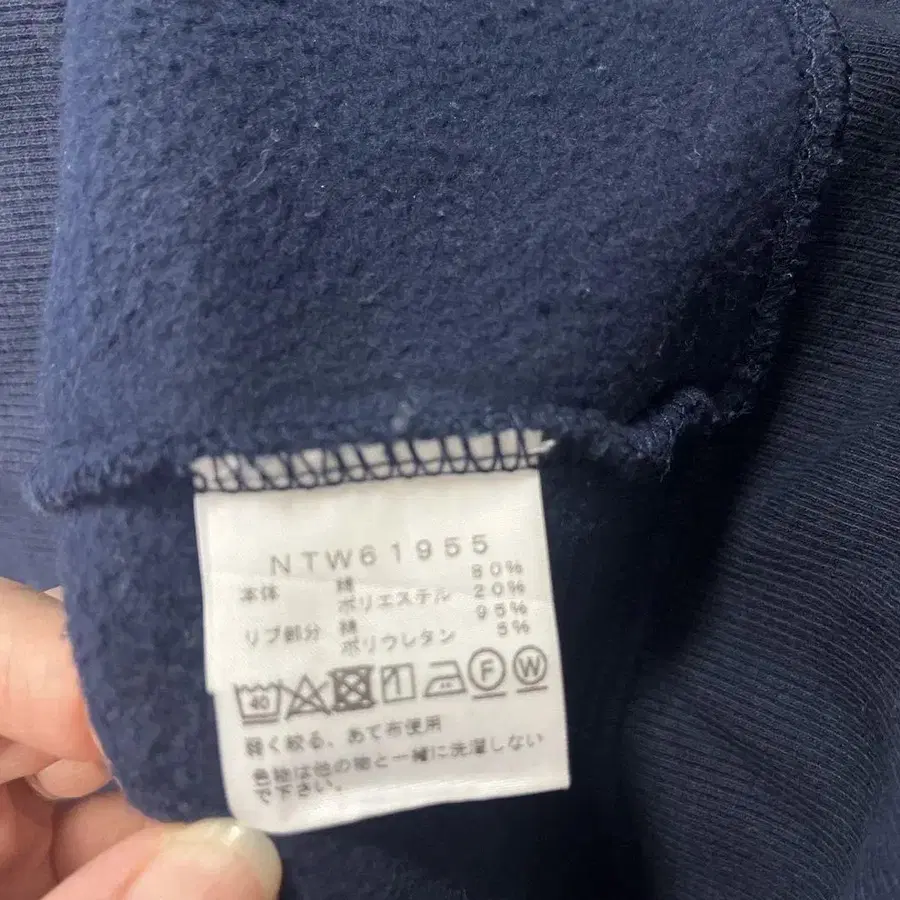 NTW61955
本体 綿 80%
ポリエステル 20%
リブ部分 綿 95%
ポリウレタン 5%
40 F W
軽く絞る、あて布使用
色物は他の物と一緒に洗濯しない
で下さい。